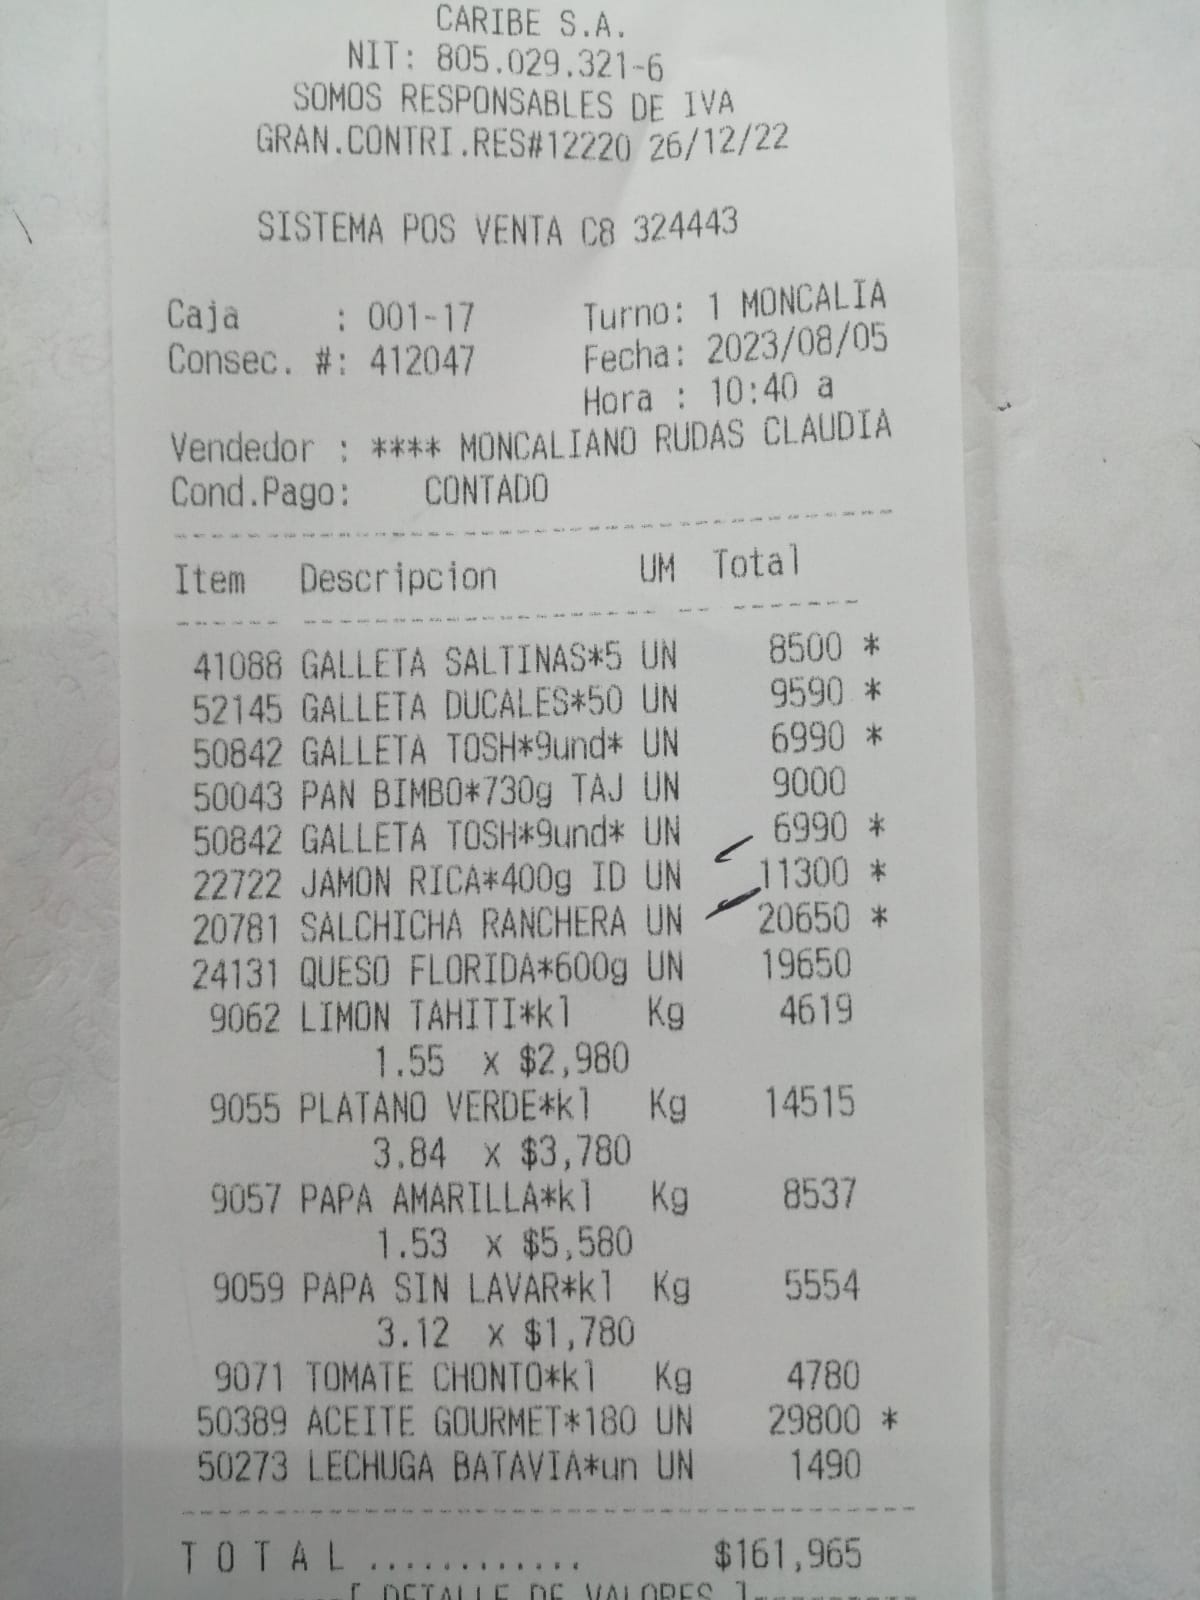 CARIBE S.A.
NIT: 805.029.321-6
SOMOS RESPONSABLES DE IVA
GRAN.CONTRI.RES#12220 26/12/22
SISTEMA POS VENTA C8 324443
Caja : 001-17 Turno: 1 MONCALIA
Consec. #: 412047 Fecha: 2023/08/05
Hora : 10:40 a
Vendedor : **** MONCALIANO RUDAS CLAUDIA
Cond.Pago: CONTADO
Item Descripcion UM Total
41088 GALLETA SALTINAS*5 UN 8500 *
52145 GALLETA DUCALES*50 UN 9590 *
50842 GALLETA TOSH*9und* UN 6990 *
50043 PAN BIMBO*730g TAJ UN 9000
50842 GALLETA TOSH*9und* UN 6990 *
22722 JAMON RICA*400g ID UN 11300 *
20781 SALCHICHA RANCHERA UN 20650 *
24131 QUESO FLORIDA*600g UN 19650
9062 LIMON TAHITI*kl Kg 4619
1.55 x $2,980
9055 PLATANO VERDE*kl Kg 14515
3.84 x $3,780
9057 PAPA AMARILLA*kl Kg 8537
1.53 x $5,580
9059 PAPA SIN LAVAR*kl Kg 5554
3.12 x $1,780
9071 TOMATE CHONTO*kl Kg 4780
50389 ACEITE GOURMET*180 UN 29800 *
50273 LECHUGA BATAVIA*un UN 1490
T O T A L ............ $161,965
[ DETALLE DE VALORES ]